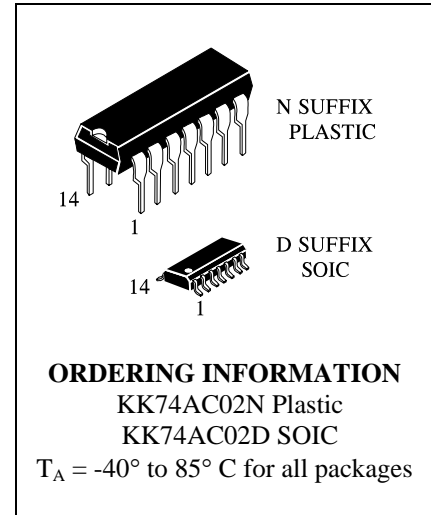 N SUFFIX
PLASTIC
14
1
D SUFFIX
SOIC
14
1
ORDERING INFORMATION
KK74AC02N Plastic
KK74AC02D SOIC
T_A = -40° to 85° C for all packages